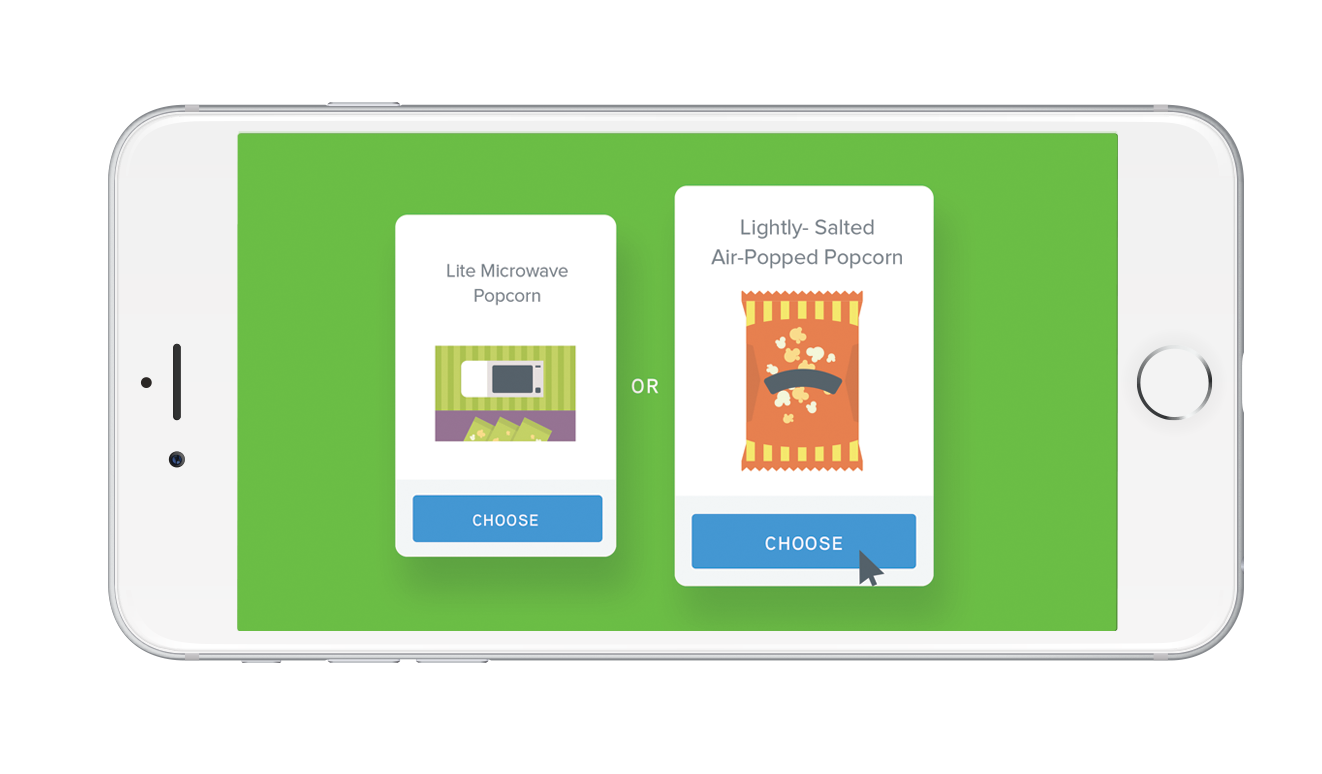 Lite Microwave
Popcorn
CHOOSE
OR
Lightly- Salted
Air-Popped Popcorn
CHOOSE